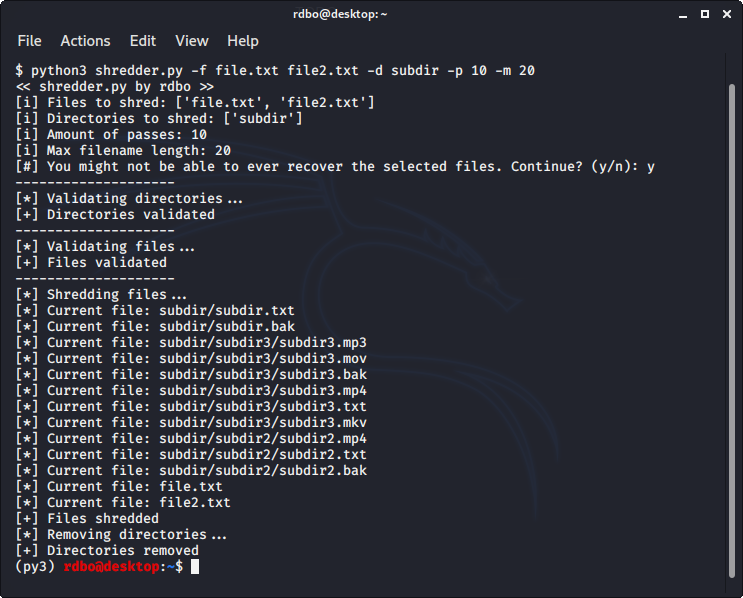 rdbo@desktop:~
File Actions Edit View Help
$ python3 shredder.py -f file.txt file2.txt -d subdir -p 10 -m 20
<< shredder.py by rdbo >>
[i] Files to shred: ['file.txt', 'file2.txt']
[i] Directories to shred: ['subdir']
[i] Amount of passes: 10
[i] Max filename length: 20
[#] You might not be able to ever recover the selected files. Continue? (y/n): y
--------------------
[*] Validating directories...
[+] Directories validated
--------------------
[*] Validating files...
[+] Files validated
--------------------
[*] Shredding files...
[*] Current file: subdir/subdir.txt
[*] Current file: subdir/subdir.bak
[*] Current file: subdir/subdir3/subdir3.mp3
[*] Current file: subdir/subdir3/subdir3.mov
[*] Current file: subdir/subdir3/subdir3.bak
[*] Current file: subdir/subdir3/subdir3.mp4
[*] Current file: subdir/subdir3/subdir3.txt
[*] Current file: subdir/subdir3/subdir3.mkv
[*] Current file: subdir/subdir2/subdir2.mp4
[*] Current file: subdir/subdir2/subdir2.txt
[*] Current file: subdir/subdir2/subdir2.bak
[*] Current file: file.txt
[*] Current file: file2.txt
[+] Files shredded
[*] Removing directories...
[+] Directories removed
(py3) rdbo@desktop:~$